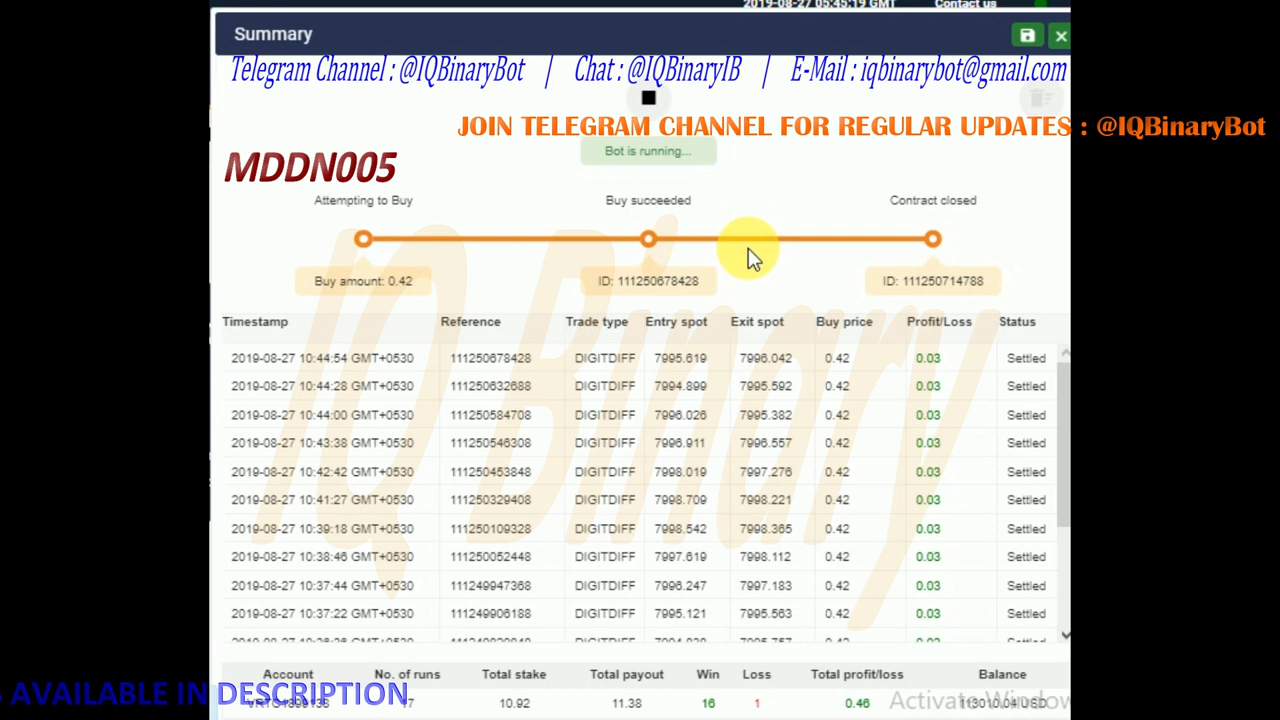 2019-08-27 05:45:19 GMT Contact us
Summary
Telegram Channel : @IQBinaryBot | Chat : @IQBinaryIB | E-Mail : iqbinarybot@gmail.com
JOIN TELEGRAM CHANNEL FOR REGULAR UPDATES : @IQBinaryBot
Bot is running...
MDDN005
Attempting to Buy Buy succeeded Contract closed
Buy amount: 0.42 ID: 111250678428 ID: 111250714788
Timestamp Reference Trade type Entry spot Exit spot Buy price Profit/Loss Status
2019-08-27 10:44:54 GMT+0530 111250678428 DIGITDIFF 7995.619 7996.042 0.42 0.03 Settled
2019-08-27 10:44:28 GMT+0530 111250632688 DIGITDIFF 7994.899 7995.592 0.42 0.03 Settled
2019-08-27 10:44:00 GMT+0530 111250584708 DIGITDIFF 7996.026 7995.382 0.42 0.03 Settled
2019-08-27 10:43:38 GMT+0530 111250546308 DIGITDIFF 7996.911 7996.557 0.42 0.03 Settled
2019-08-27 10:42:42 GMT+0530 111250453848 DIGITDIFF 7998.019 7997.276 0.42 0.03 Settled
2019-08-27 10:41:27 GMT+0530 111250329408 DIGITDIFF 7998.709 7998.221 0.42 0.03 Settled
2019-08-27 10:39:18 GMT+0530 111250109328 DIGITDIFF 7998.542 7998.365 0.42 0.03 Settled
2019-08-27 10:38:46 GMT+0530 111250052448 DIGITDIFF 7997.619 7998.112 0.42 0.03 Settled
2019-08-27 10:37:44 GMT+0530 111249947368 DIGITDIFF 7996.247 7997.183 0.42 0.03 Settled
2019-08-27 10:37:22 GMT+0530 111249906188 DIGITDIFF 7995.121 7995.563 0.42 0.03 Settled
IQ Binary
Account No. of runs Total stake Total payout Win Loss Total profit/loss Balance
10.92 11.38 16 1 0.46
AVAILABLE IN DESCRIPTION
Activate Window